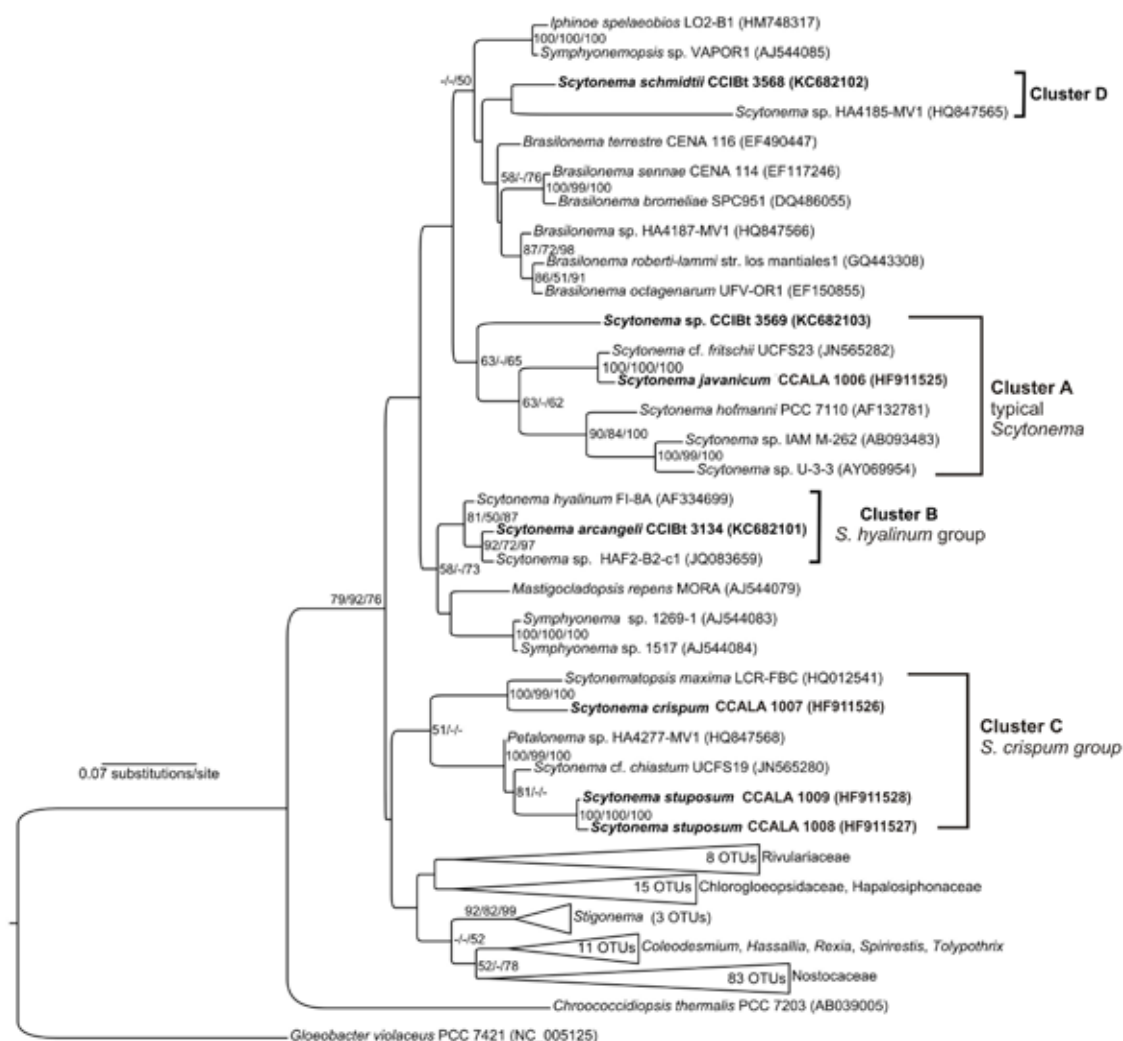 Iphinoe spelaeobios LO2-B1 (HM748317)
100/100/100
Symphyonemopsis sp. VAPOR1 (AJ544085)
-/-/50
Scytonema schmidtii CCIBt 3568 (KC682102)
Cluster D
Scytonema sp. HA4185-MV1 (HQ847565)
Brasilonema terrestre CENA 116 (EF490447)
58/-/76
Brasilonema sennae CENA 114 (EF117246)
100/99/100
Brasilonema bromeliae SPC951 (DQ486055)
Brasilonema sp. HA4187-MV1 (HQ847566)
87/72/98
Brasilonema roberti-lammi str. los mantiales1 (GQ443308)
86/51/91
Brasilonema octagenarum UFV-OR1 (EF150855)
Scytonema sp. CCIBt 3569 (KC682103)
63/-/65
Scytonema cf. fritschii UCFS23 (JN565282)
100/100/100
Scytonema javanicum CCALA 1006 (HF911525)
Cluster A
typical
Scytonema
63/-/62
Scytonema hofmanni PCC 7110 (AF132781)
90/84/100
Scytonema sp. IAM M-262 (AB093483)
100/99/100
Scytonema sp. U-3-3 (AY069954)
Scytonema hyalinum FI-8A (AF334699)
81/50/87
Scytonema arcangeli CCIBt 3134 (KC682101)
Cluster B
S. hyalinum group
92/72/97
Scytonema sp. HAF2-B2-c1 (JQ083659)
58/-/73
Mastigocladopsis repens MORA (AJ544079)
79/92/76
Symphyonema sp. 1269-1 (AJ544083)
100/100/100
Symphyonema sp. 1517 (AJ544084)
Scytonematopsis maxima LCR-FBC (HQ012541)
100/99/100
Scytonema crispum CCALA 1007 (HF911526)
51/-/-
Cluster C
S. crispum group
Petalonema sp. HA4277-MV1 (HQ847568)
100/99/100
Scytonema cf. chiastum UCFS19 (JN565280)
0.07 substitutions/site
81/-/-
Scytonema stuposum CCALA 1009 (HF911528)
100/100/100
Scytonema stuposum CCALA 1008 (HF911527)
8 OTUs Rivulariaceae
15 OTUs Chlorogloeopsidaceae, Hapalosiphonaceae
92/82/99
Stigonema (3 OTUs)
-/-/52
11 OTUs Coleodesmium, Hassallia, Rexia, Spirirestis, Tolypothrix
52/-/78
83 OTUs Nostocaceae
Chroococcidiopsis thermalis PCC 7203 (AB039005)
Gloeobacter violaceus PCC 7421 (NC_005125)